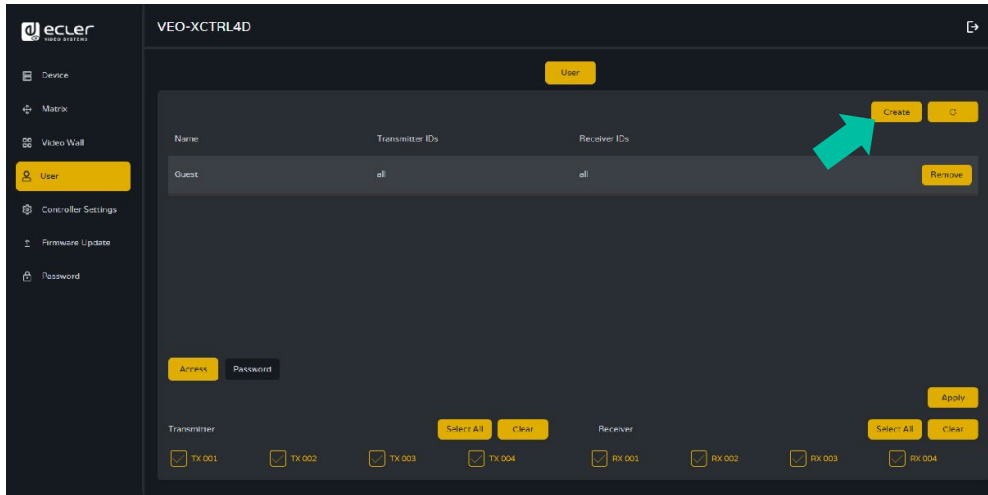 ecler
VIDEO SYSTEMS
VEO-XCTRL4D
Device
Matrix
Video Wall
User
Controller Settings
Firmware Update
Password
User
Create
Name Transmitter IDs Receiver IDs
Guest all all Remove
Access Password
Apply
Transmitter Select All Clear Receiver Select All Clear
TX 001 TX 002 TX 003 TX 004 RX 001 RX 002 RX 003 RX 004